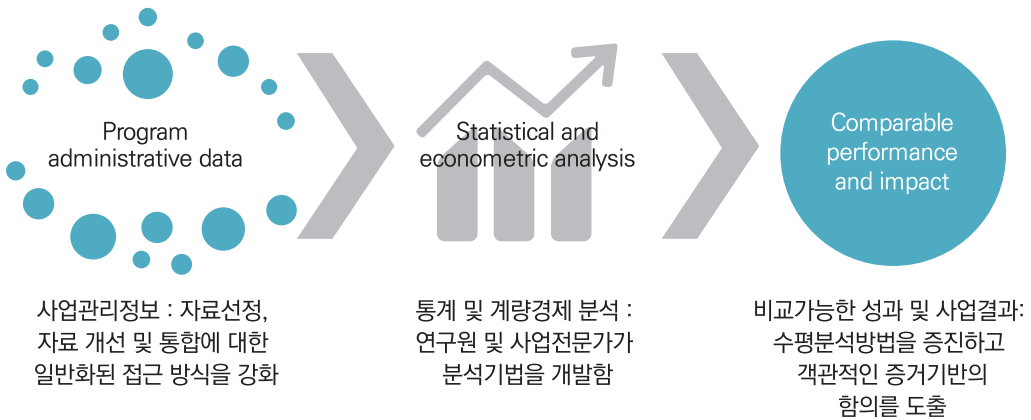 Program
administrative data
Statistical and
econometric analysis
Comparable
performance
and impact
사업관리정보 : 자료선정,
자료 개선 및 통합에 대한
일반화된 접근 방식을 강화
통계 및 계량경제 분석 :
연구원 및 사업전문가가
분석기법을 개발함
비교가능한 성과 및 사업결과:
수평분석방법을 증진하고
객관적인 증거기반의
함의를 도출